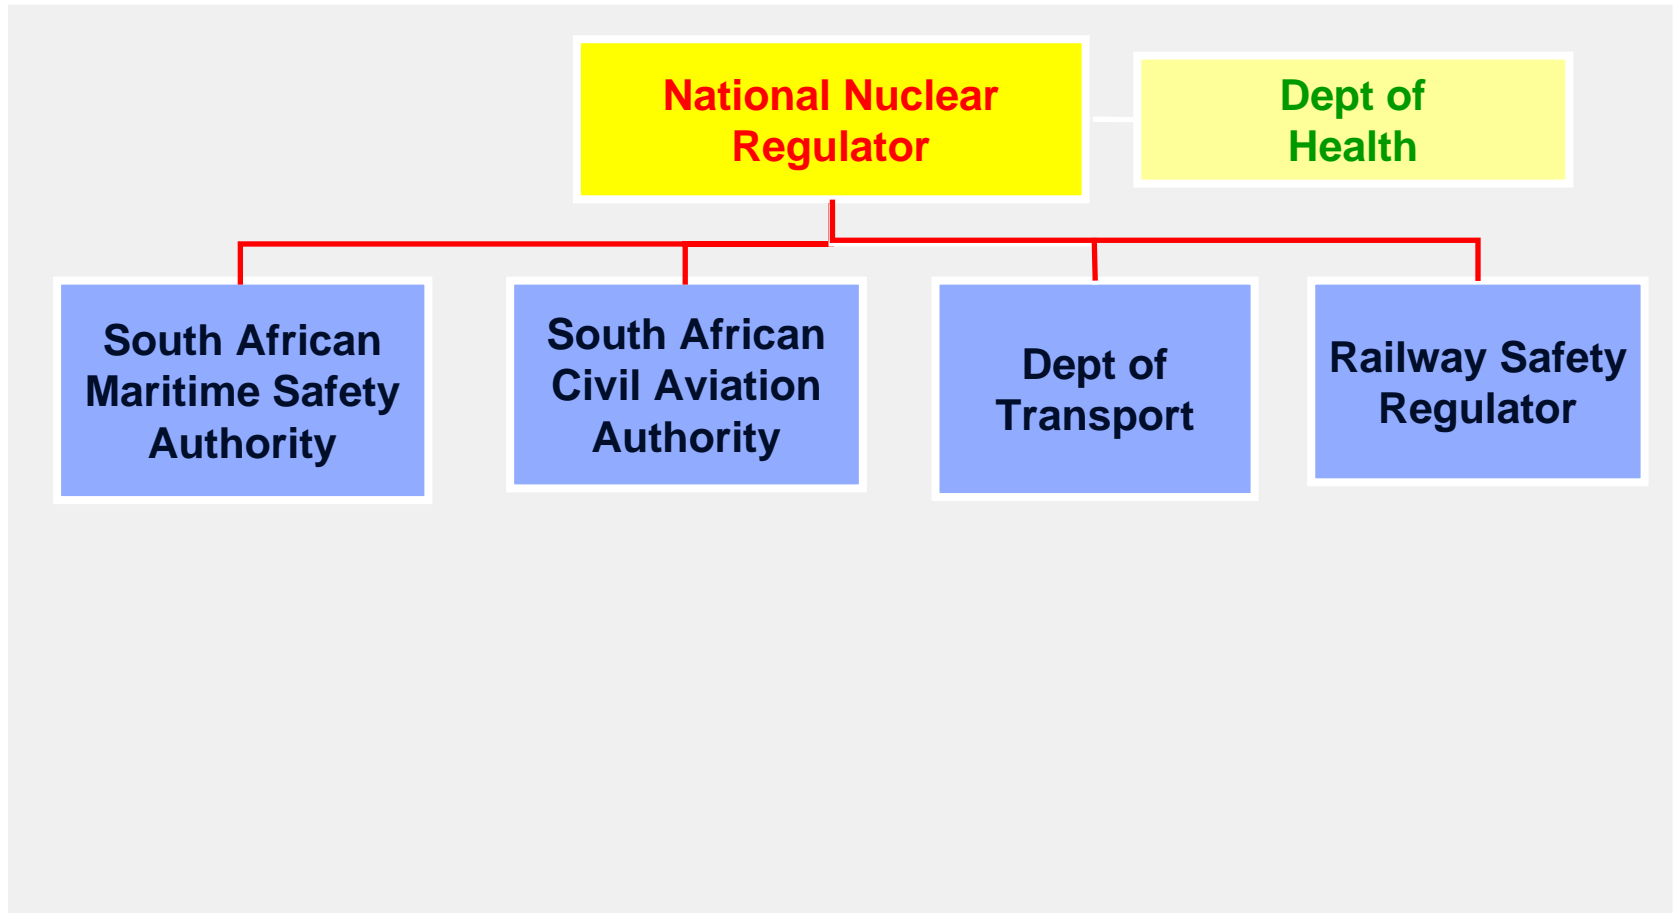 National Nuclear
Regulator
Dept of
Health
South African
Maritime Safety
Authority
South African
Civil Aviation
Authority
Dept of
Transport
Railway Safety
Regulator